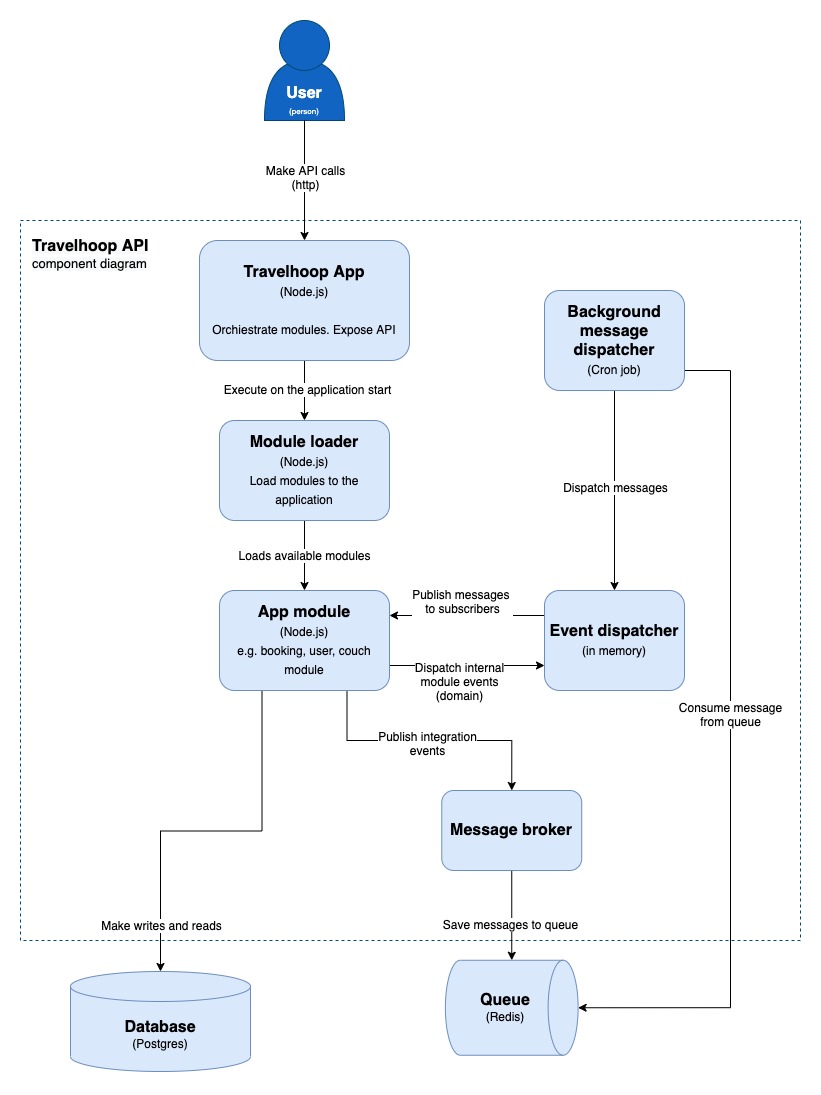 User
(person)
Make API calls
(http)
Travelhoop API
component diagram
Travelhoop App
(Node.js)
Orchiestrate modules. Expose API
Background
message
dispatcher
(Cron job)
Execute on the application start
Module loader
(Node.js)
Load modules to the
application
Dispatch messages
Loads available modules
App module
(Node.js)
e.g. booking, user, couch
module
Publish messages
to subscribers
Event dispatcher
(in memory)
Dispatch internal
module events
(domain)
Consume message
from queue
Publish integration
events
Message broker
Make writes and reads
Save messages to queue
Database
(Postgres)
Queue
(Redis)